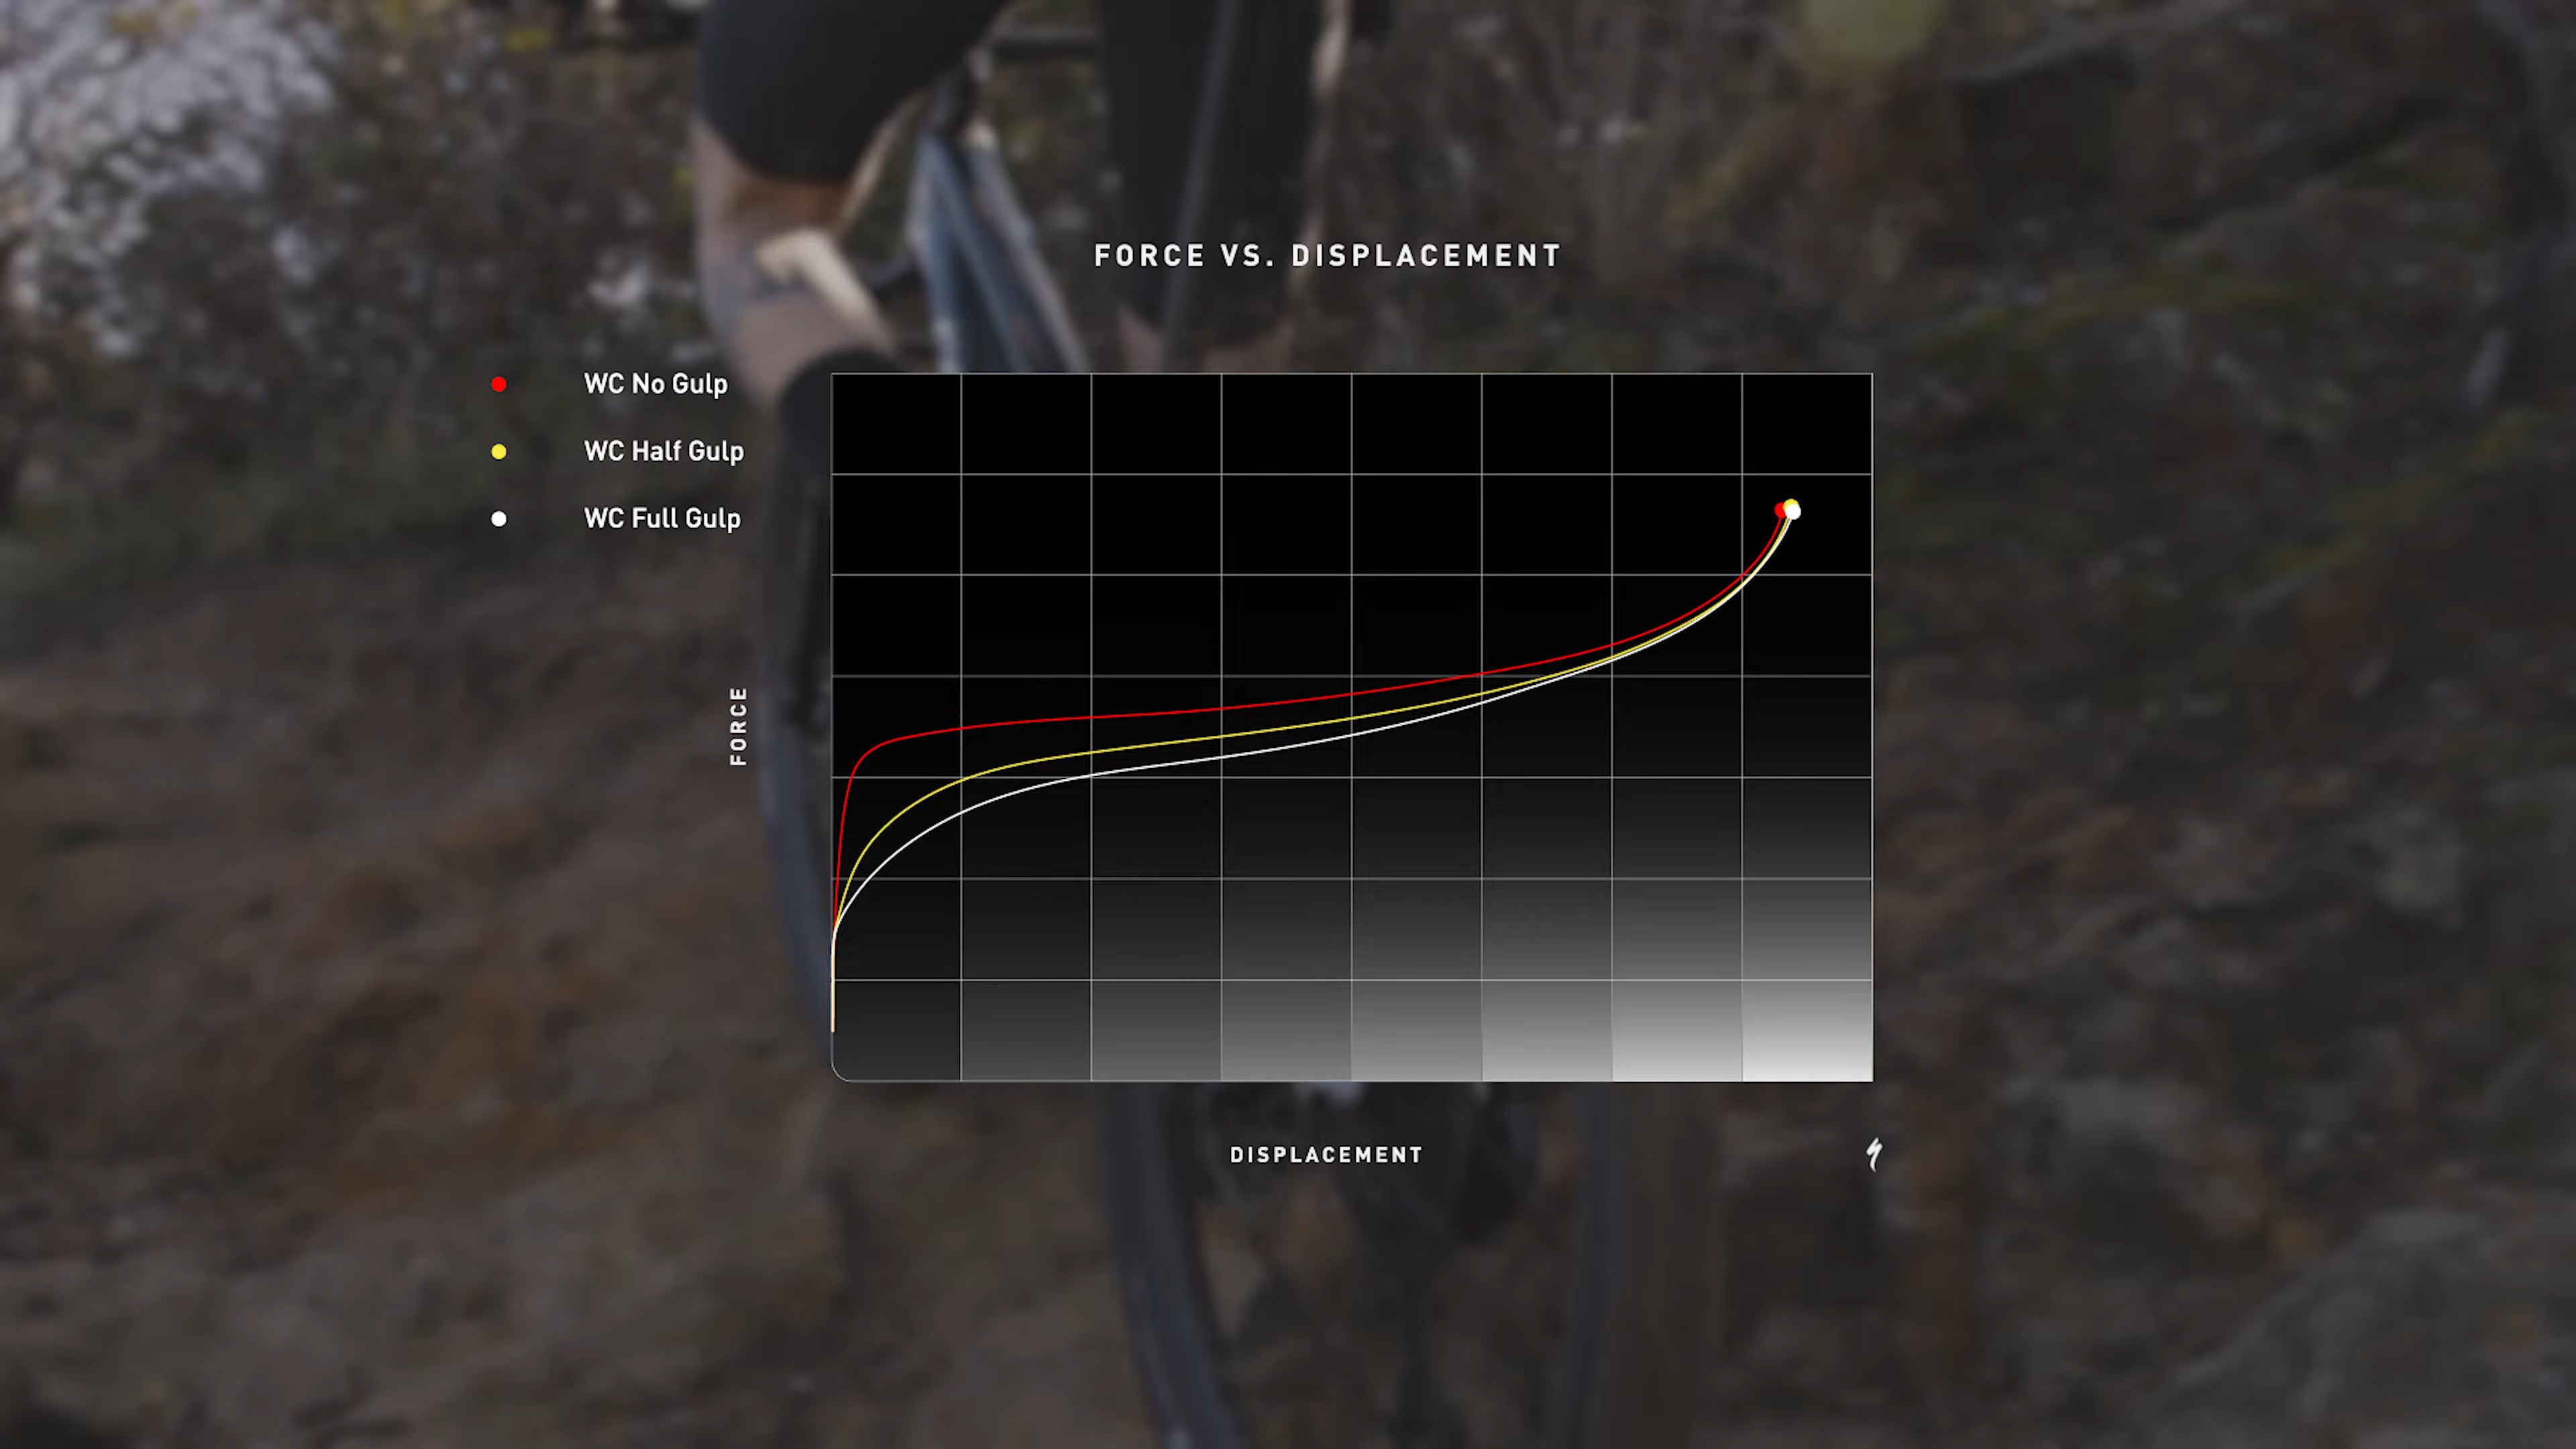 FORCE VS. DISPLACEMENT
WC No Gulp
WC Half Gulp
WC Full Gulp
FORCE
DISPLACEMENT